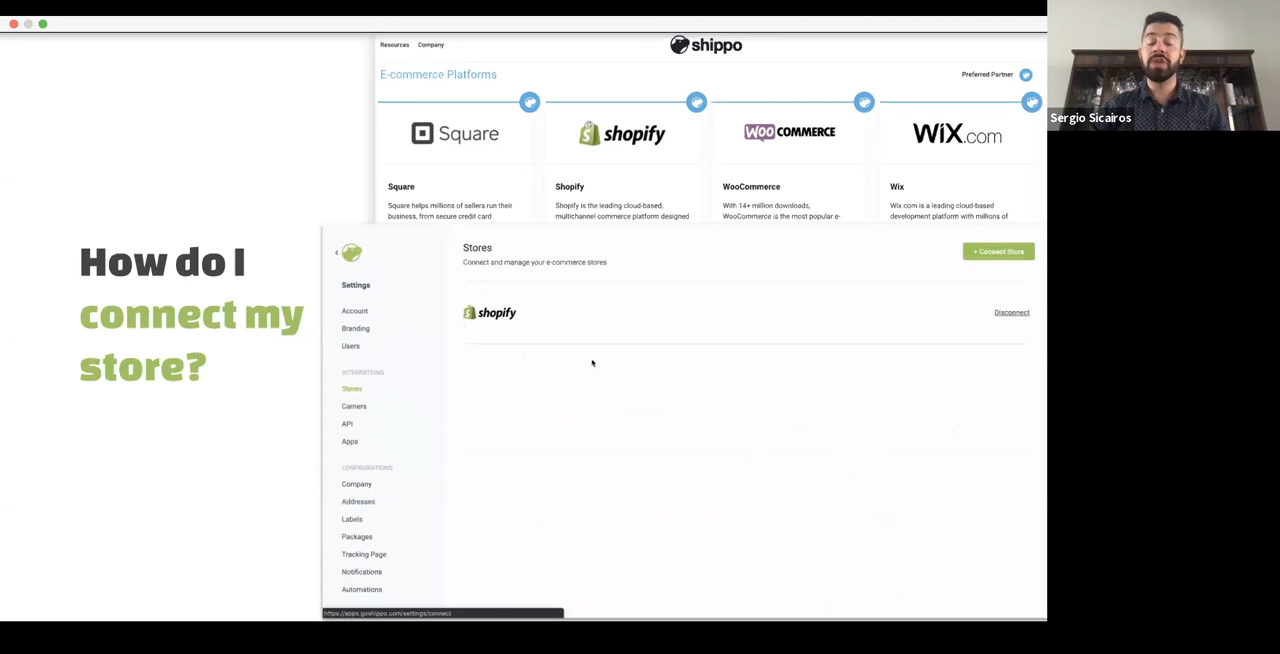 Resources Company
shippo
E-commerce Platforms
Preferred Partner
Square
shopify
WOO COMMERCE
WiX.com
Square
Square helps millions of sellers run their
business, from secure credit card
Shopify
Shopify is the leading cloud-based,
multichannel commerce platform designed
WooCommerce
With 14+ million downloads,
WooCommerce is the most popular e-
Wix
Wix.com is a leading cloud-based
development platform with millions of
Sergio Sicairos
How do I
connect my
store?
Settings
Account
Branding
Users
INTEGRATIONS
Stores
Carriers
API
Apps
CONFIGURATIONS
Company
Addresses
Labels
Packages
Tracking Page
Notifications
Automations
Stores
Connect and manage your e-commerce stores
+ Connect Store
shopify
Disconnect
https://apps.goshippo.com/settings/connect